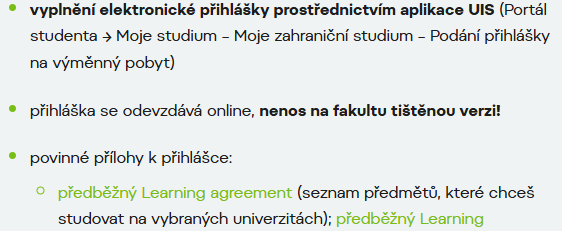 vyplnění elektronické přihlášky prostřednictvím aplikace UIS (Portál
studenta → Moje studium – Moje zahraniční studium – Podání přihlášky
na výměnný pobyt)
přihláška se odevzdává online, nenos na fakultu tištěnou verzi!
povinné přílohy k přihlášce:
předběžný Learning agreement (seznam předmětů, které chceš
studovat na vybraných univerzitách); předběžný Learning